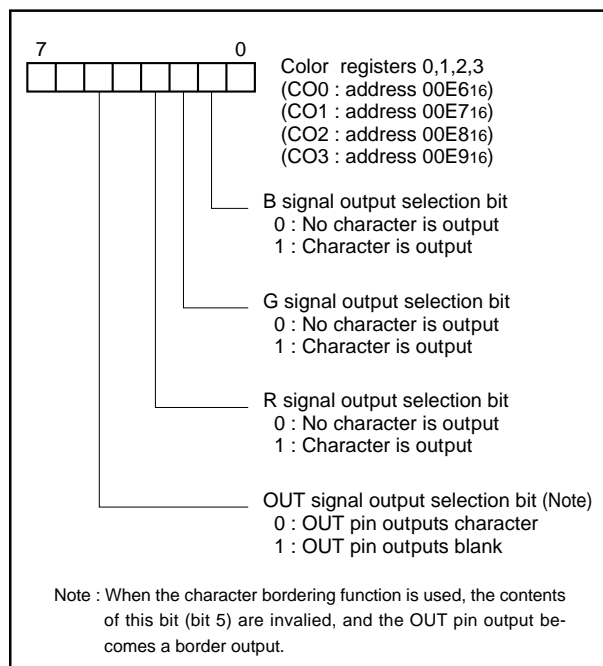 7 0
Color registers 0,1,2,3
(CO0 : address 00E616)
(CO1 : address 00E716)
(CO2 : address 00E816)
(CO3 : address 00E916)
B signal output selection bit
0 : No character is output
1 : Character is output
G signal output selection bit
0 : No character is output
1 : Character is output
R signal output selection bit
0 : No character is output
1 : Character is output
OUT signal output selection bit (Note)
0 : OUT pin outputs character
1 : OUT pin outputs blank
Note : When the character bordering function is used, the contents
of this bit (bit 5) are invalied, and the OUT pin output be-
comes a border output.